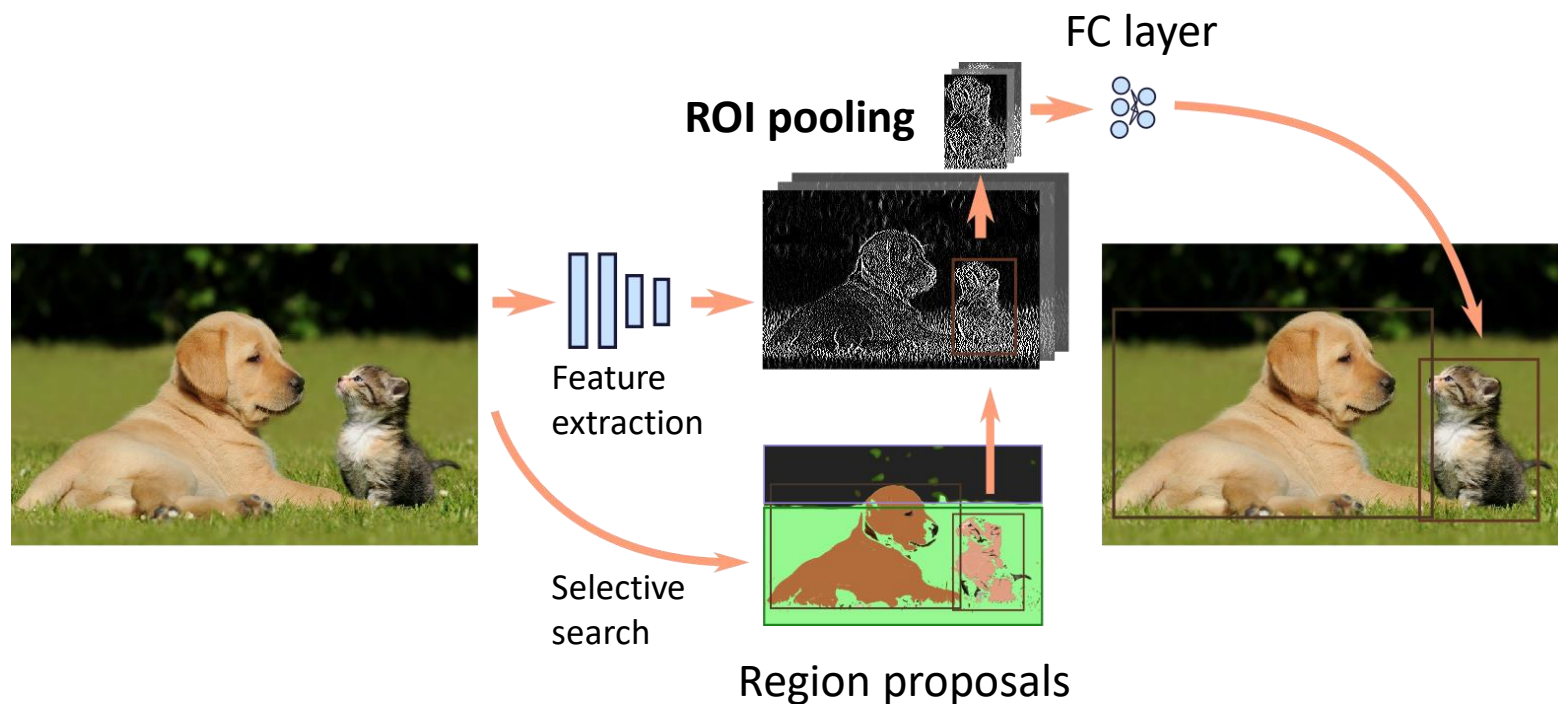 FC layer
ROI pooling
Feature
extraction
Selective
search
Region proposals